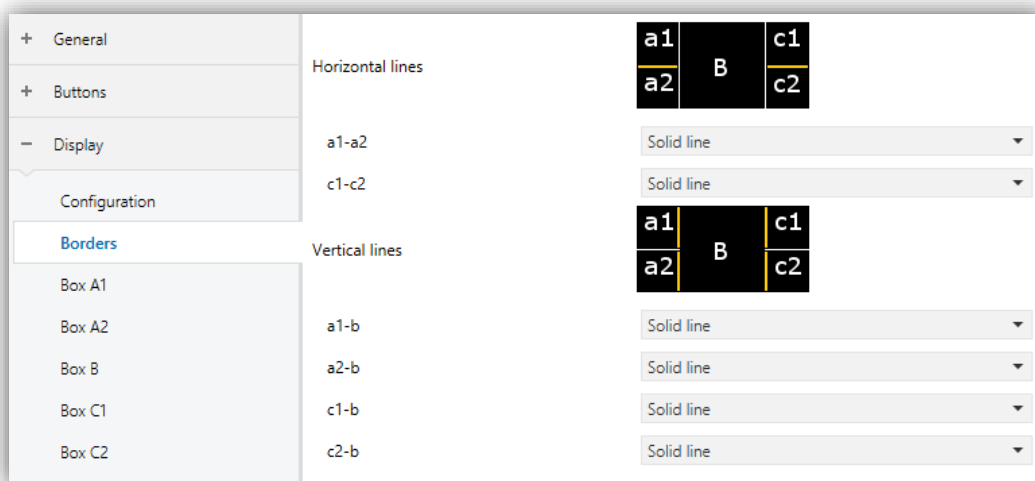 + General
+ Buttons
− Display
Configuration
Borders
Box A1
Box A2
Box B
Box C1
Box C2
Horizontal lines
a1 B c1
a2 c2
a1-a2 Solid line
c1-c2 Solid line
Vertical lines
a1 B c1
a2 c2
a1-b Solid line
a2-b Solid line
c1-b Solid line
c2-b Solid line